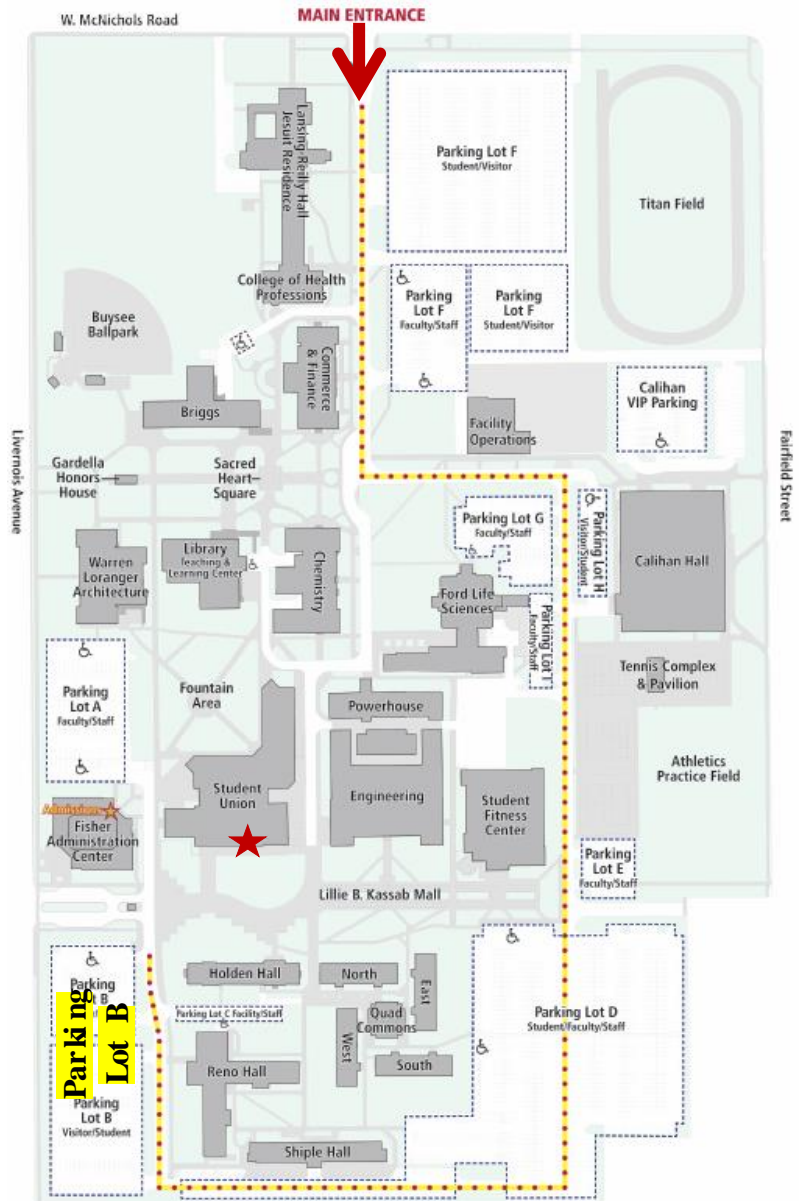 W. McNichols Road
MAIN ENTRANCE
Lansing-Reilly Hall
Jesuit Residence
Parking Lot F
Student/Visitor
Titan Field
College of Health
Professions
Parking
Lot F
Faculty/Staff
Parking
Lot F
Student/Visitor
Buysee
Ballpark
Commerce
& Finance
Calihan
VIP Parking
Briggs
Facility
Operations
Livernois Avenue
Fairfield Street
Gardella
Honors
House
Sacred
Heart
Square
Parking Lot G
Faculty/Staff
Parking Lot H
Visitor/Student
Calihan Hall
Warren
Loranger
Architecture
Library
Teaching &
Learning Center
Chemistry
Ford Life
Sciences
Parking Lot I
Faculty/Staff
Tennis Complex
& Pavilion
Parking
Lot A
Faculty/Staff
Fountain
Area
Powerhouse
Athletics
Practice Field
Student
Union
Engineering
Student
Fitness
Center
Admissions
Fisher
Administration
Center
Parking
Lot E
Faculty/Staff
Lillie B. Kassab Mall
Holden Hall
North
East
Parking Lot C Facility/Staff
Quad
Commons
West
South
Parking Lot D
Student/Faculty/Staff
Parking
Lot B
Parking
Lot B
Reno Hall
Parking
Lot B
Visitor/Student
Shiple Hall